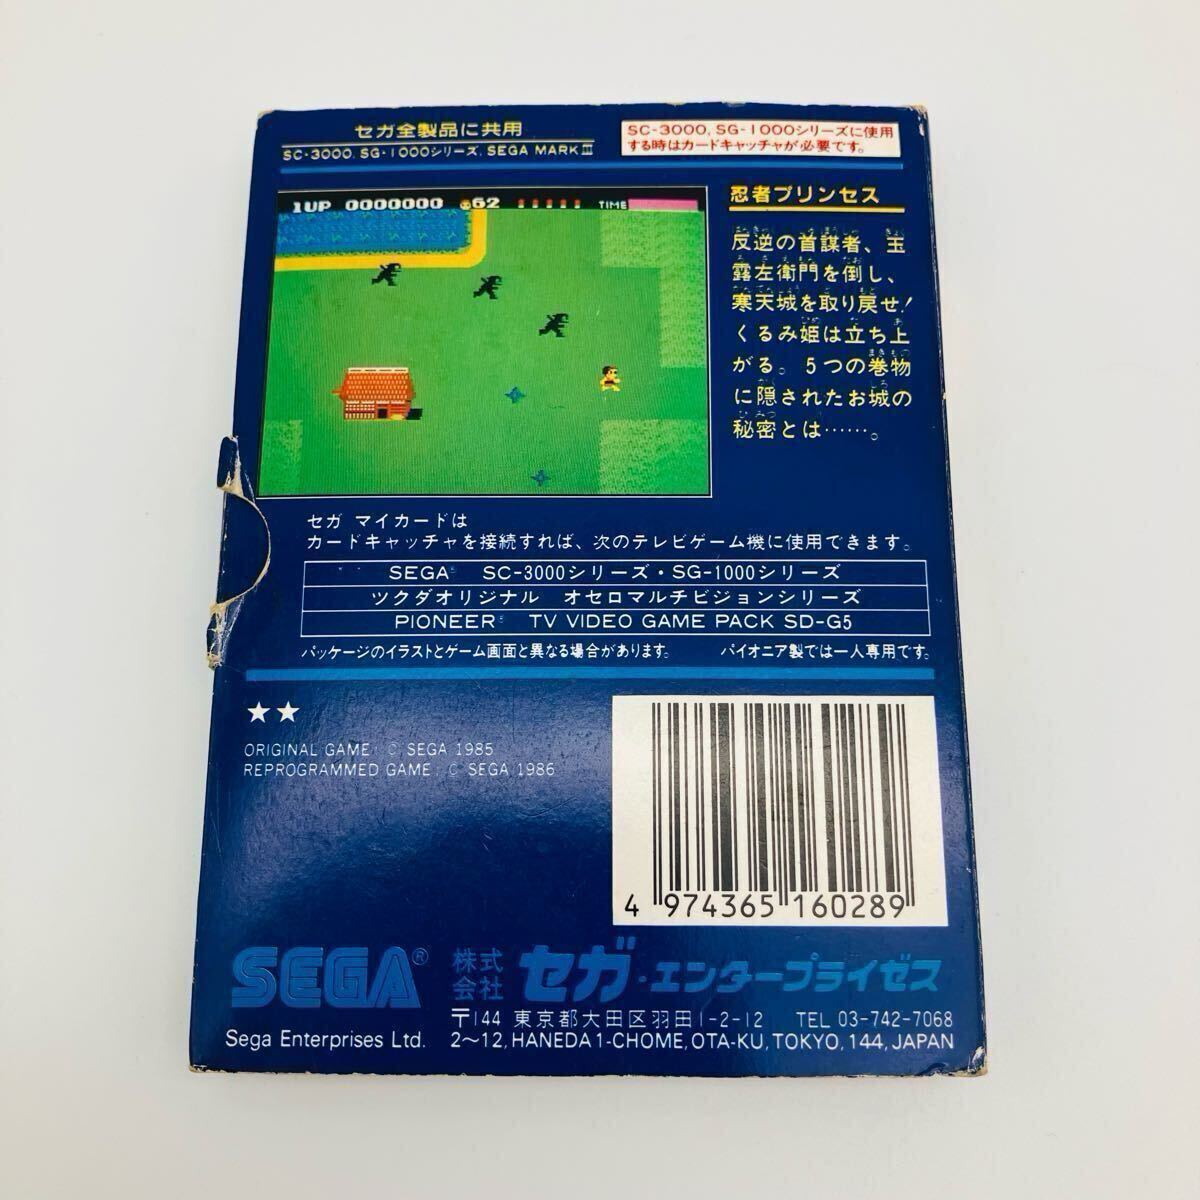 セガ全製品に共用
SC-3000, SG-1000シリーズ, SEGA MARKⅢ
SC-3000, SG-1000シリーズに使用
する時はカードキャッチャが必要です。
1UP 0000000 62 TIME
忍者プリンセス
反逆の首謀者、玉
露左衛門を倒し、
寒天城を取り戻せ!
くるみ姫は立ち上
がる。5つの巻物
に隠されたお城の
秘密とは……。
セガ マイカードは
カードキャッチャを接続すれば、次のテレビゲーム機に使用できます。
SEGA SC-3000シリーズ・SG-1000シリーズ
ツクダオリジナル オセロマルチビジョンシリーズ
PIONEER TV VIDEO GAME PACK SD-G5
パッケージのイラストとゲーム画面と異なる場合があります。 パイオニア製では一人専用です。
★★
ORIGINAL GAME: © SEGA 1985
REPROGRAMMED GAME: © SEGA 1986
4 974365 160289
SEGA® 株式会社 セガ・エンタープライゼス
〒144 東京都大田区羽田1-2-12 TEL 03-742-7068
Sega Enterprises Ltd. 2〜12, HANEDA 1-CHOME, OTA-KU, TOKYO, 144, JAPAN